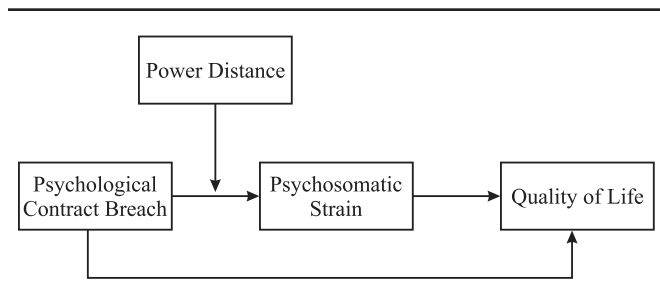 Power Distance
Psychological
Contract Breach
Psychosomatic
Strain
Quality of Life